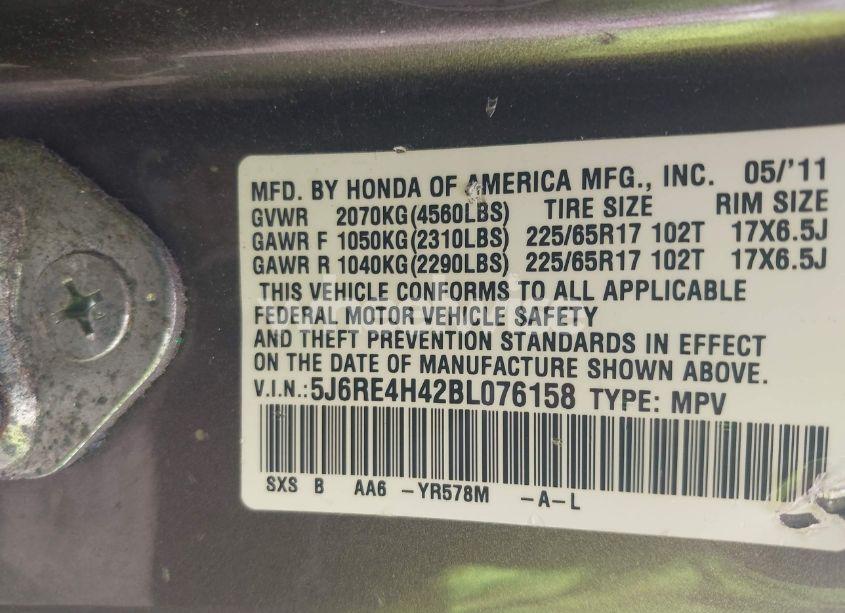 MFD. BY HONDA OF AMERICA MFG., INC. 05/'11
GVWR 2070KG(4560LBS) TIRE SIZE RIM SIZE
GAWR F 1050KG(2310LBS) 225/65R17 102T 17X6.5J
GAWR R 1040KG(2290LBS) 225/65R17 102T 17X6.5J
THIS VEHICLE CONFORMS TO ALL APPLICABLE
FEDERAL MOTOR VEHICLE SAFETY
AND THEFT PREVENTION STANDARDS IN EFFECT
ON THE DATE OF MANUFACTURE SHOWN ABOVE.
V.I.N.: 5J6RE4H42BL076158 TYPE: MPV
SXS B AA6 -YR578M -A-L